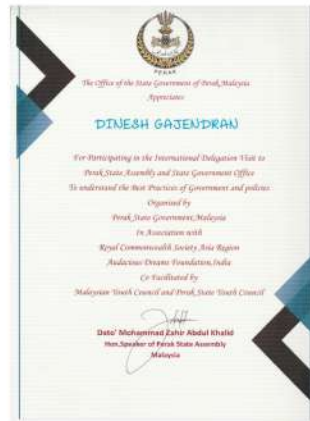 PERAK
The Office of the State Government of Perak Malaysia
Appreciates
DINESH GAJENDRAN
For Participating in the International Delegation Visit to
Perak State Assembly and State Government Office
To understand the Best Practices of Government and policies
Organised by
Perak State Government, Malaysia
In Association with
Royal Commonwealth Society Asia Region
Audacious Dreams Foundation, India
Co Facilitated by
Malaysian Youth Council and Perak State Youth Council
Dato' Mohammad Zahir Abdul Khalid
Hon.Speaker of Perak State Assembly
Malaysia